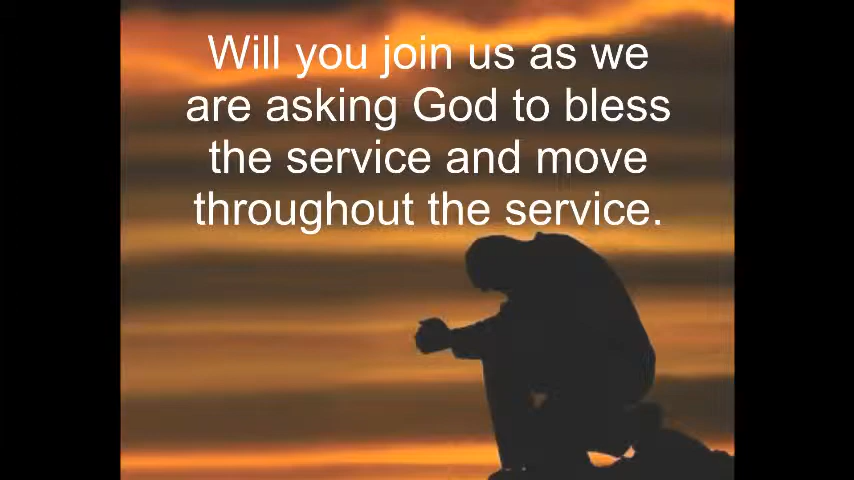 Will you join us as we
are asking God to bless
the service and move
throughout the service.